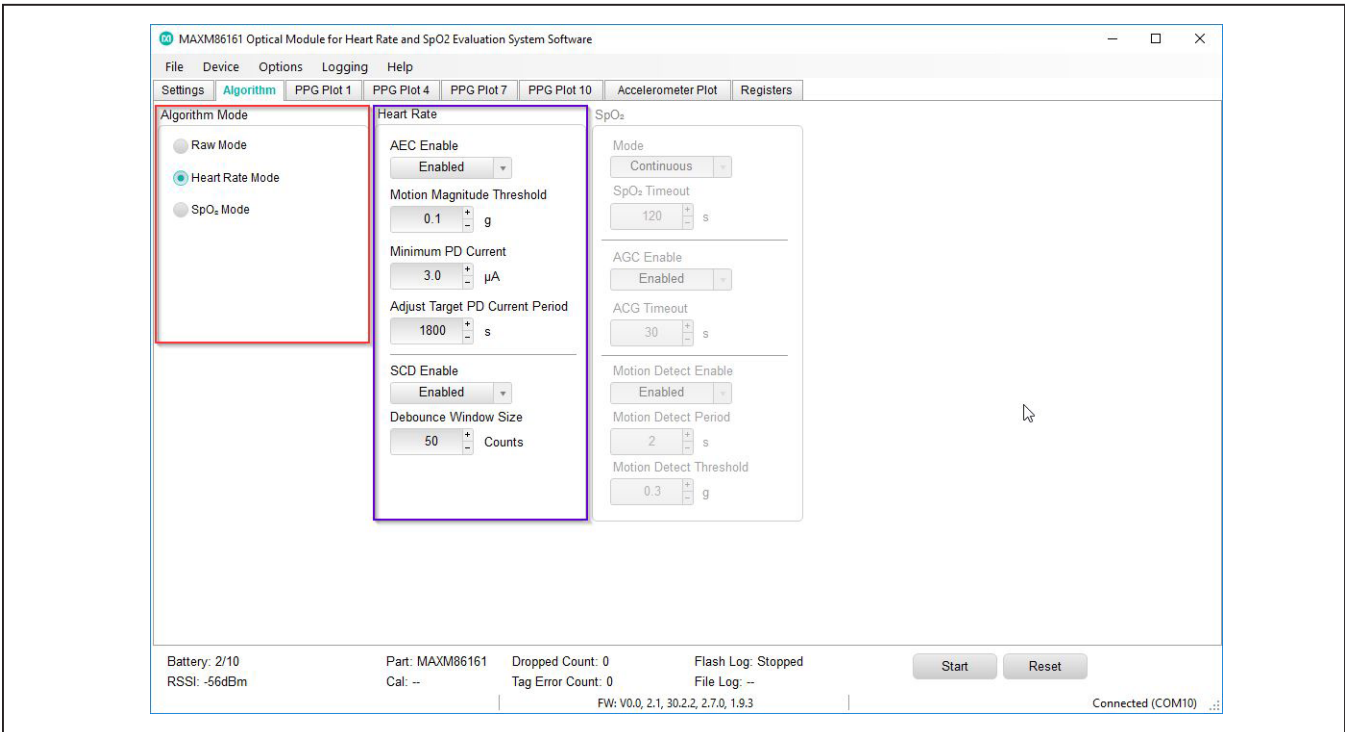 MAXM86161 Optical Module for Heart Rate and SpO2 Evaluation System Software
File Device Options Logging Help
Settings Algorithm PPG Plot 1 PPG Plot 4 PPG Plot 7 PPG Plot 10 Accelerometer Plot Registers
Algorithm Mode
Raw Mode
Heart Rate Mode
SpO₂ Mode
Heart Rate
AEC Enable
Enabled
Motion Magnitude Threshold
0.1 + - g
Minimum PD Current
3.0 + - µA
Adjust Target PD Current Period
1800 + - s
SCD Enable
Enabled
Debounce Window Size
50 + - Counts
SpO₂
Mode
Continuous
SpO₂ Timeout
120 + - s
AGC Enable
Enabled
ACG Timeout
30 + - s
Motion Detect Enable
Enabled
Motion Detect Period
2 + - s
Motion Detect Threshold
0.3 + - g
Battery: 2/10 Part: MAXM86161 Dropped Count: 0 Flash Log: Stopped Start Reset
RSSI: -56dBm Cal: -- Tag Error Count: 0 File Log: --
FW: V0.0, 2.1, 30.2.2, 2.7.0, 1.9.3 Connected (COM10)